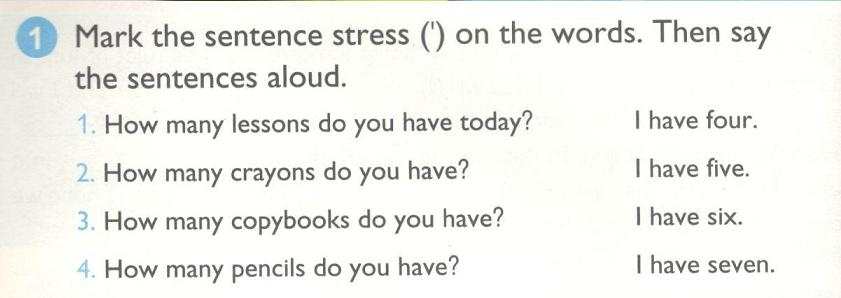 1 Mark the sentence stress (') on the words. Then say
the sentences aloud.
1. How many lessons do you have today? I have four.
2. How many crayons do you have? I have five.
3. How many copybooks do you have? I have six.
4. How many pencils do you have? I have seven.